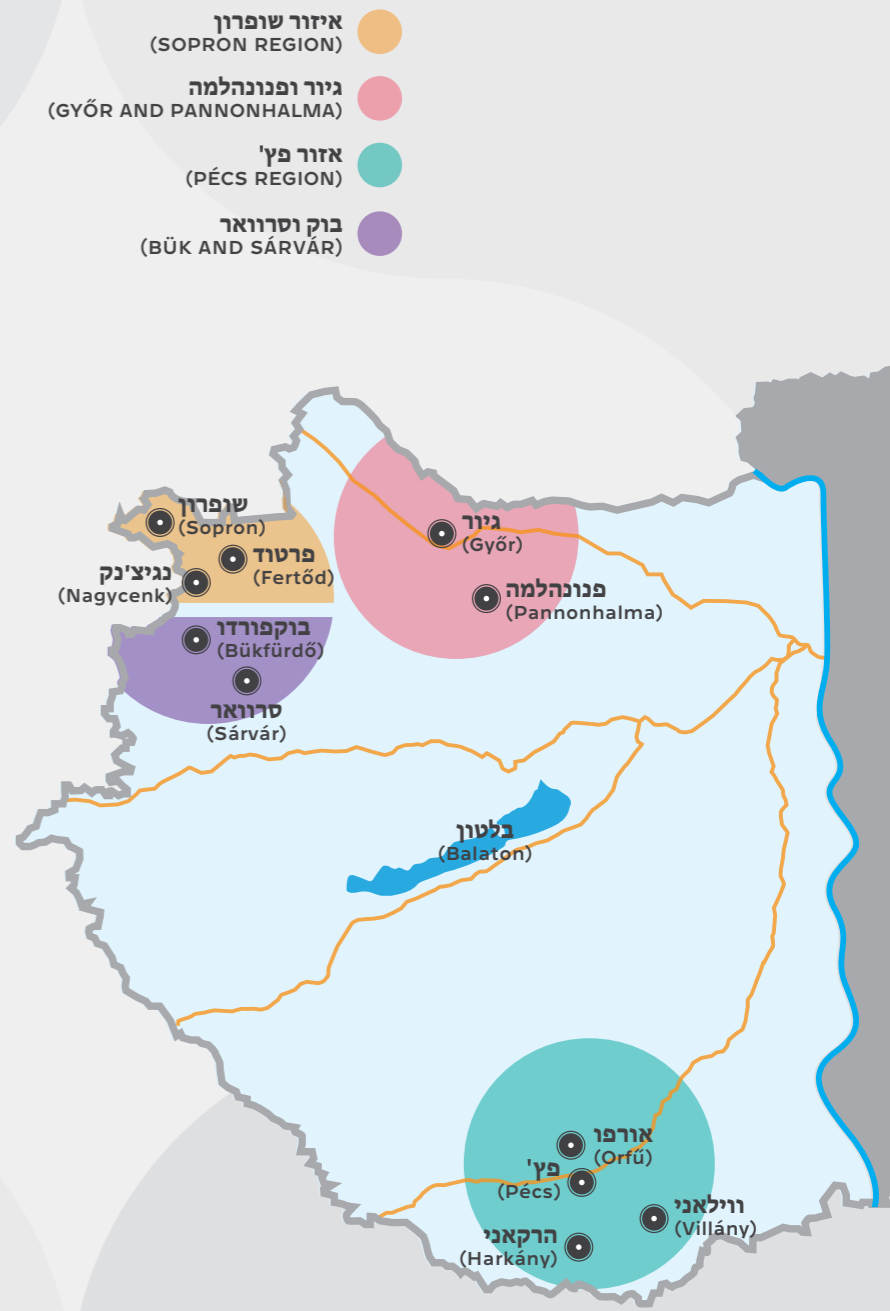 איזור שופרון
(SOPRON REGION)
גיור ופנונהלמה
(GYŐR AND PANNONHALMA)
אזור פץ'
(PÉCS REGION)
בוק וסרוואר
(BÜK AND SÁRVÁR)
שופרון
(Sopron)
פרטוד
(Fertőd)
נגיצ'נק
(Nagycenk)
גיור
(Győr)
פנונהלמה
(Pannonhalma)
בוקפורדו
(Bükfürdő)
סרוואר
(Sárvár)
בלטון
(Balaton)
אורפו
(Orfű)
פץ'
(Pécs)
ווילאני
(Villány)
הרקאני
(Harkány)